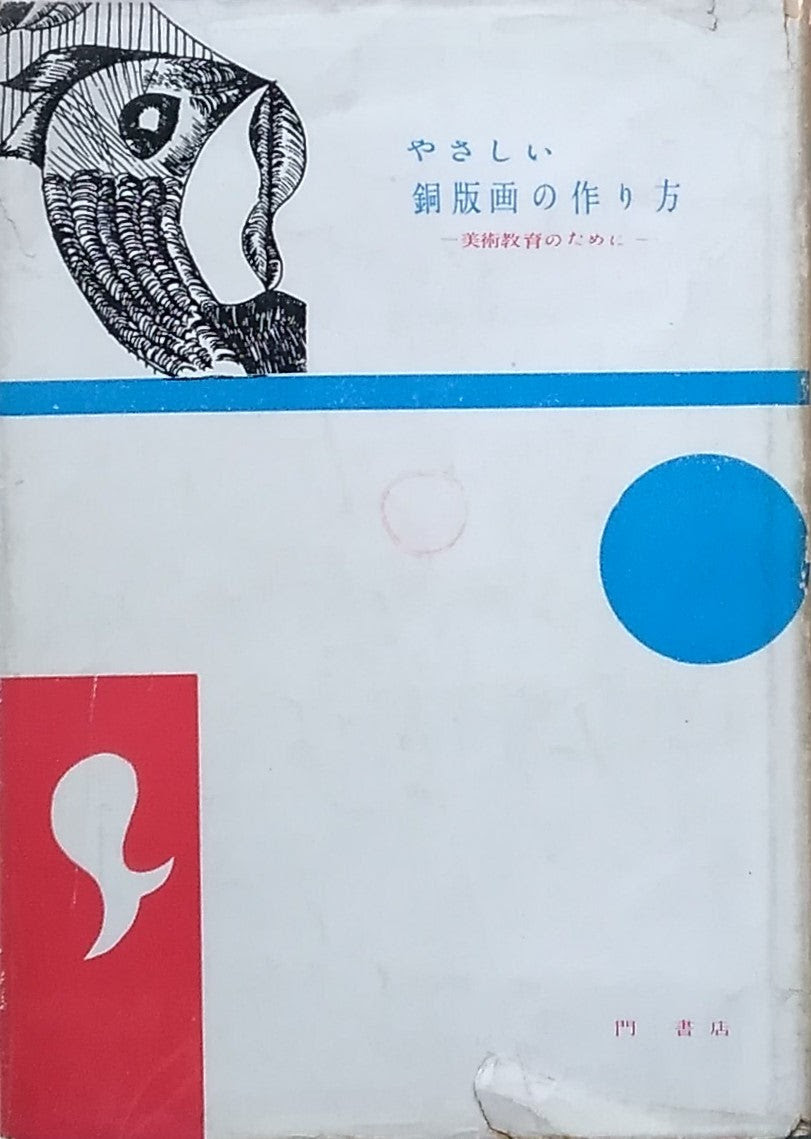 やさしい
銅版画の作り方
―美術教育のために―
門 書店